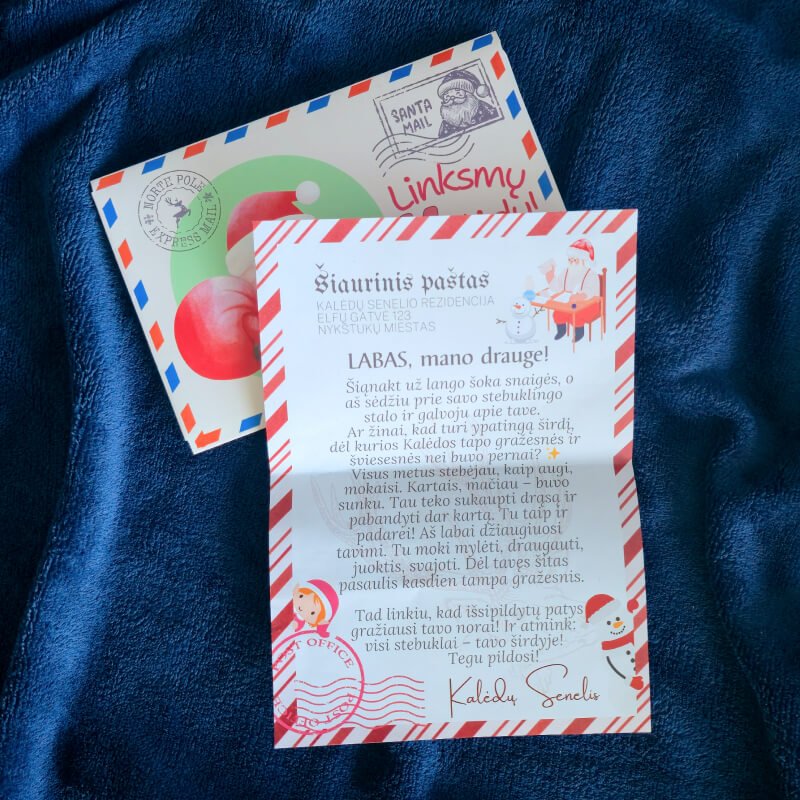 SANTA
MAIL
NORTH POLE
EXPRESS MAIL
Linksmų
Šiaurinis paštas
KALĖDŲ SENELIO REZIDENCIJA
ELFŲ GATVĖ 123
NYKŠTUKŲ MIESTAS
LABAS, mano drauge!
Šiąnakt už lango šoka snaigės, o
aš sėdžiu prie savo stebuklingo
stalo ir galvoju apie tave.
Ar žinai, kad turi ypatingą širdį,
dėl kurios Kalėdos tapo gražesnės ir
šviesesnės nei buvo pernai? ✨
Visus metus stebėjau, kaip augi,
mokaisi. Kartais, mačiau – buvo
sunku. Tau teko sukaupti drąsą ir
pabandyti dar kartą. Tu taip ir
padarei! Aš labai džiaugiuosi
tavimi. Tu moki mylėti, draugauti,
juoktis, svajoti. Dėl tavęs šitas
pasaulis kasdien tampa gražesnis.
Tad linkiu, kad išsipildytų patys
gražiausi tavo norai! Ir atmink:
visi stebuklai – tavo širdyje!
Tegu pildosi!
Kalėdų Senelis
POST OFFICE
POST OFFICE